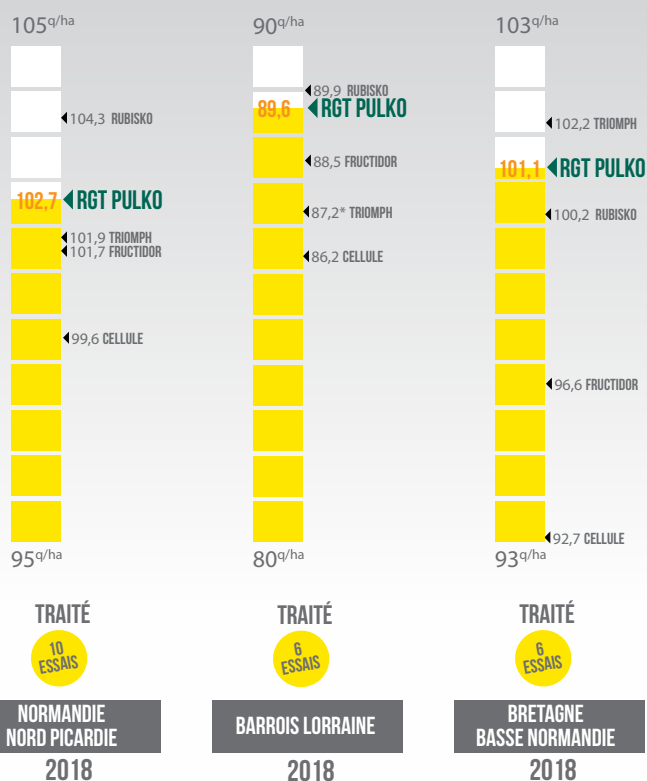 105q/ha
104,3 RUBISKO
102,7 RGT PULKO
101,9 TRIOMPH
101,7 FRUCTIDOR
99,6 CELLULE
95q/ha
TRAITÉ
10
ESSAIS
NORMANDIE
NORD PICARDIE
2018
90q/ha
89,9 RUBISKO
89,6 RGT PULKO
88,5 FRUCTIDOR
87,2* TRIOMPH
86,2 CELLULE
80q/ha
TRAITÉ
6
ESSAIS
BARROIS LORRAINE
2018
103q/ha
102,2 TRIOMPH
101,1 RGT PULKO
100,2 RUBISKO
96,6 FRUCTIDOR
92,7 CELLULE
93q/ha
TRAITÉ
6
ESSAIS
BRETAGNE
BASSE NORMANDIE
2018